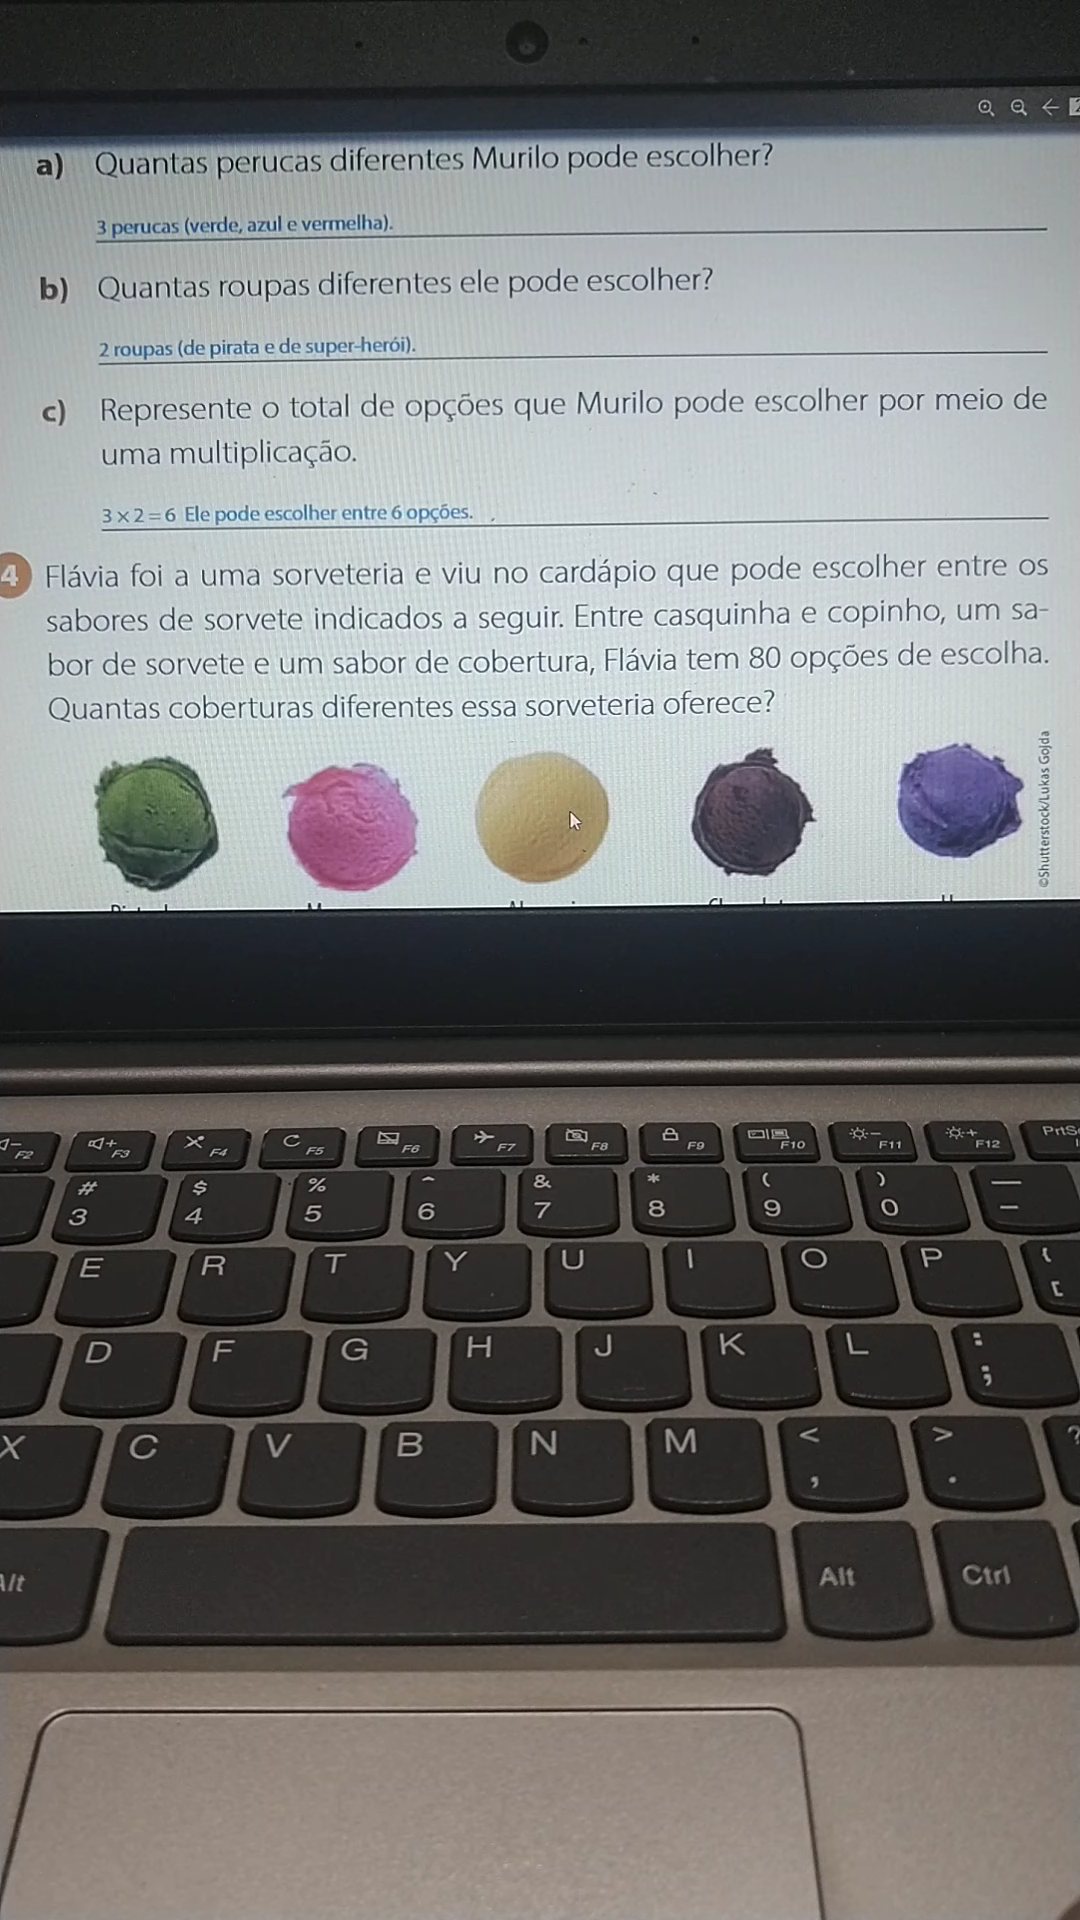 a) Quantas perucas diferentes Murilo pode escolher?
3 perucas (verde, azul e vermelha).
b) Quantas roupas diferentes ele pode escolher?
2 roupas (de pirata e de super-herói).
c) Represente o total de opções que Murilo pode escolher por meio de
uma multiplicação.
3 × 2 = 6 Ele pode escolher entre 6 opções.
4 Flávia foi a uma sorveteria e viu no cardápio que pode escolher entre os
sabores de sorvete indicados a seguir. Entre casquinha e copinho, um sa-
bor de sorvete e um sabor de cobertura, Flávia tem 80 opções de escolha.
Quantas coberturas diferentes essa sorveteria oferece?
©Shutterstock/Lukas Gojda
F2 F3 F4 F5 F6 F7 F8 F9 F10 F11 F12
# $ % ^ & * ( )
3 4 5 6 7 8 9 0
E R T Y U I O P { [
D F G H J K L : ;
X C V B N M < , > . ?
Alt Ctrl